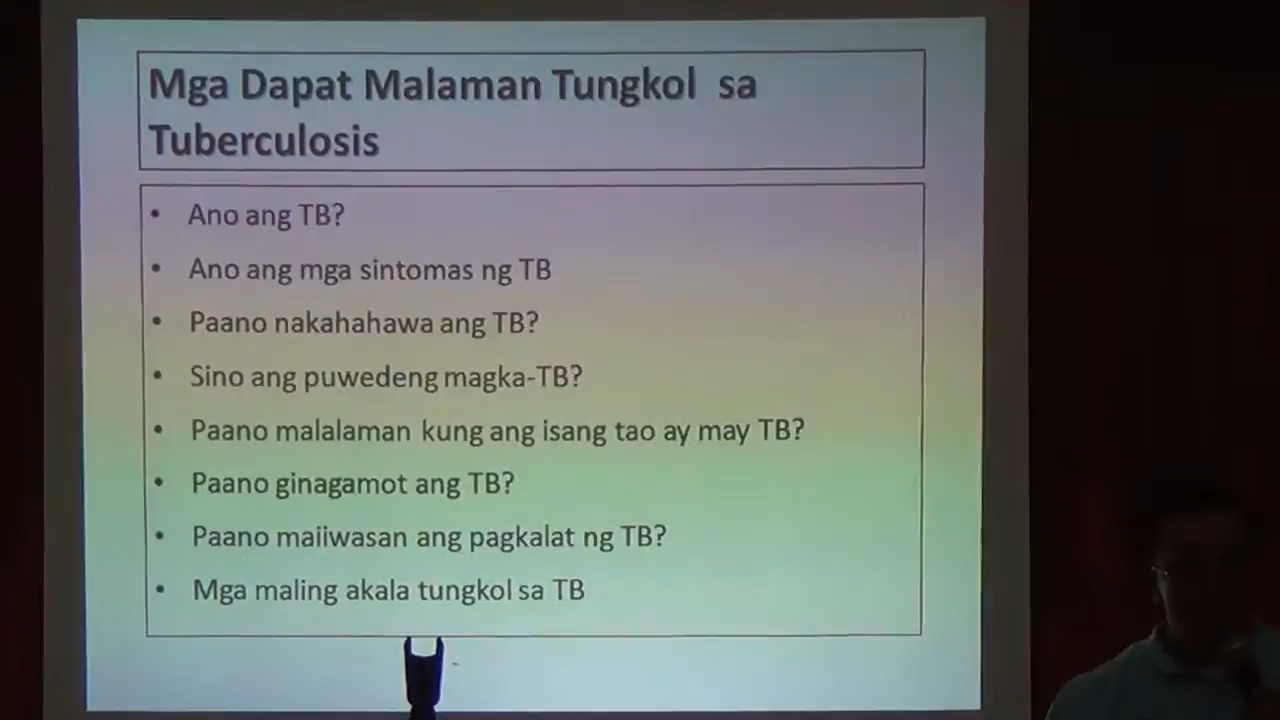 Mga Dapat Malaman Tungkol sa
Tuberculosis
• Ano ang TB?
• Ano ang mga sintomas ng TB
• Paano nakahahawa ang TB?
• Sino ang puwedeng magka-TB?
• Paano malalaman kung ang isang tao ay may TB?
• Paano ginagamot ang TB?
• Paano maiiwasan ang pagkalat ng TB?
• Mga maling akala tungkol sa TB